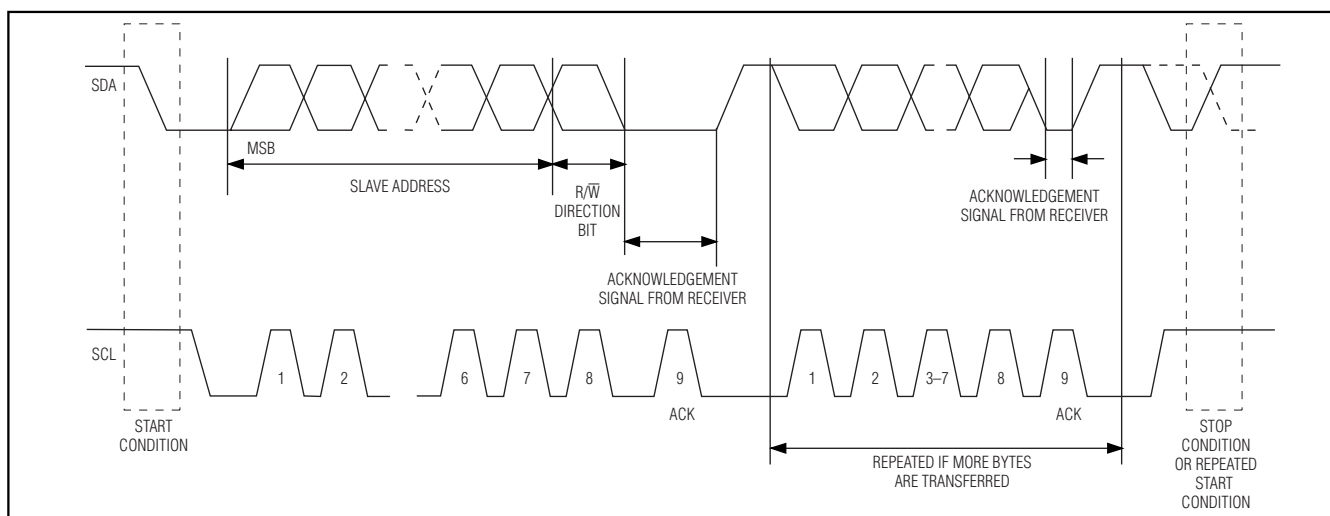 SDA
MSB
SLAVE ADDRESS
R/W̅
DIRECTION
BIT
ACKNOWLEDGEMENT
SIGNAL FROM RECEIVER
ACKNOWLEDGEMENT
SIGNAL FROM RECEIVER
SCL
1
2
6
7
8
9
1
2
3–7
8
9
ACK
ACK
START
CONDITION
REPEATED IF MORE BYTES
ARE TRANSFERRED
STOP
CONDITION
OR REPEATED
START
CONDITION